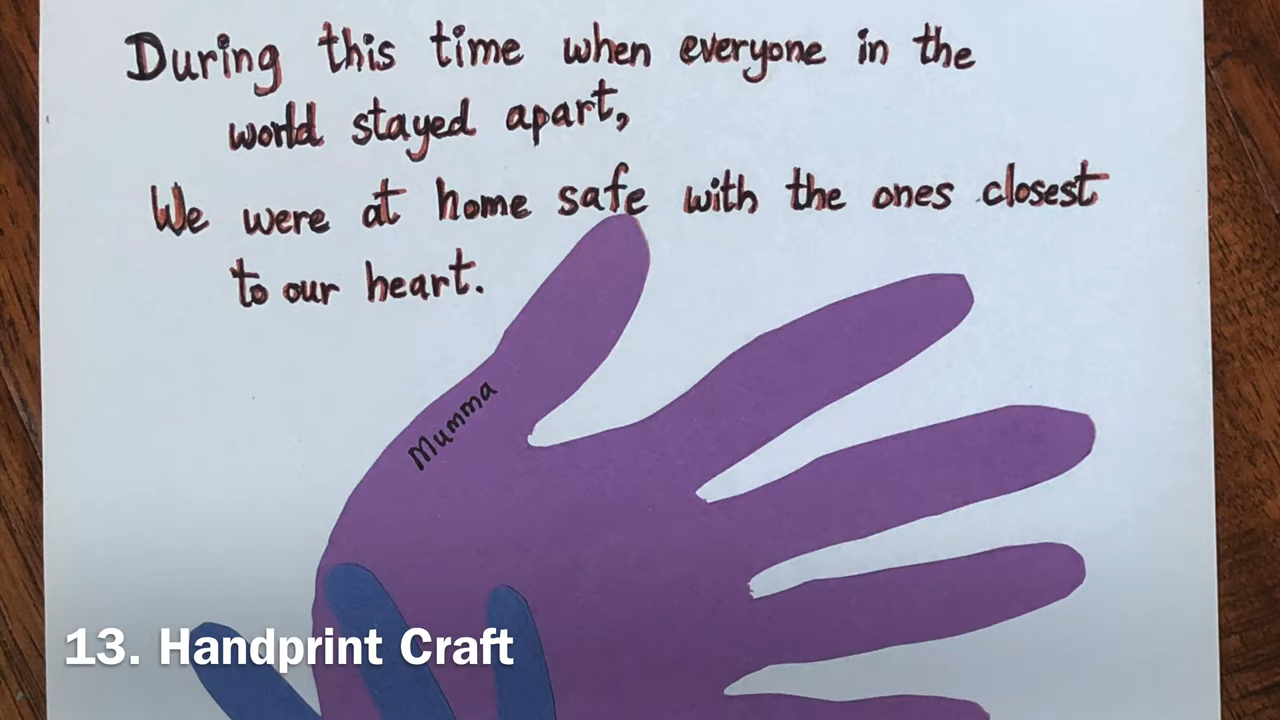 During this time when everyone in the
world stayed apart,
We were at home safe with the ones closest
to our heart.
Mumma
13. Handprint Craft